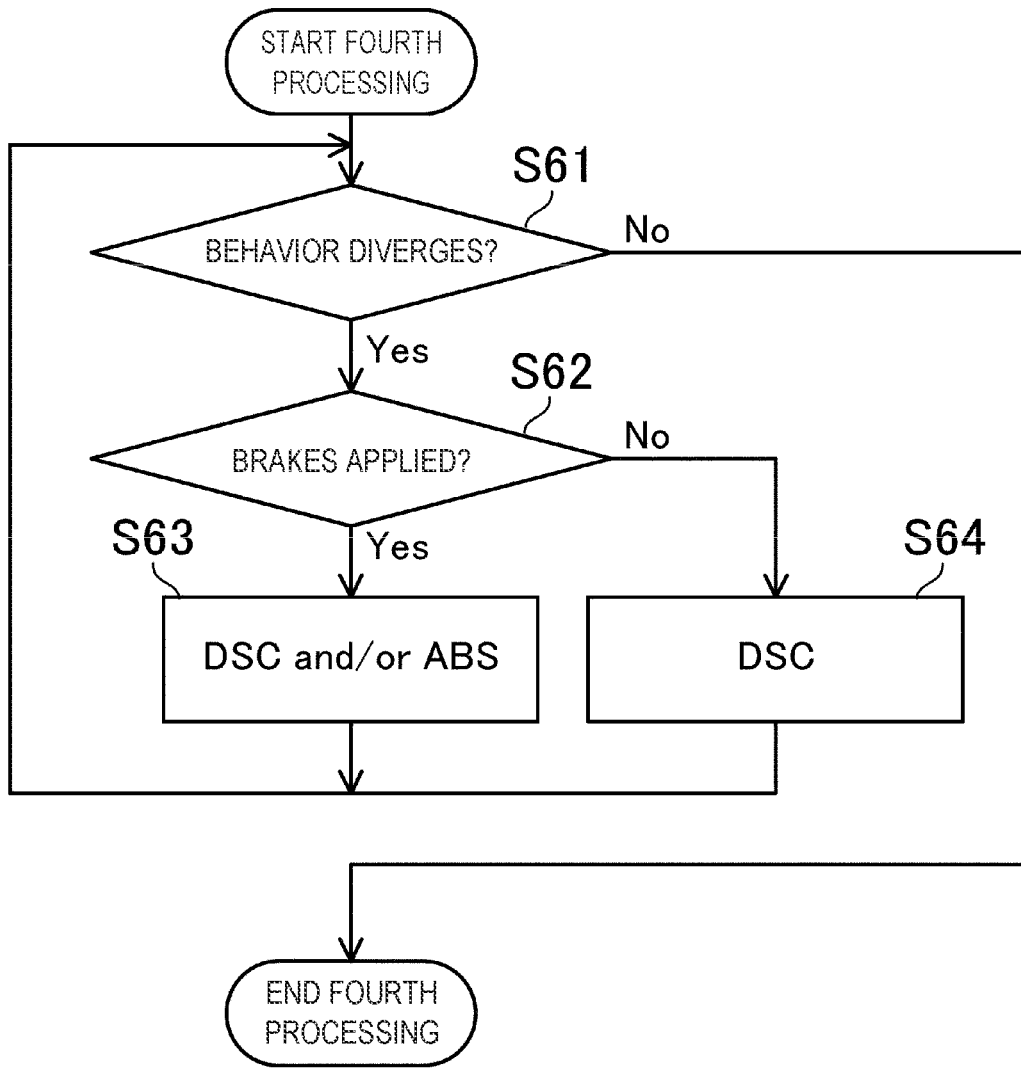 START FOURTH
PROCESSING
S61
BEHAVIOR DIVERGES?
No
Yes
S62
BRAKES APPLIED?
No
Yes
S63
S64
DSC and/or ABS
DSC
END FOURTH
PROCESSING